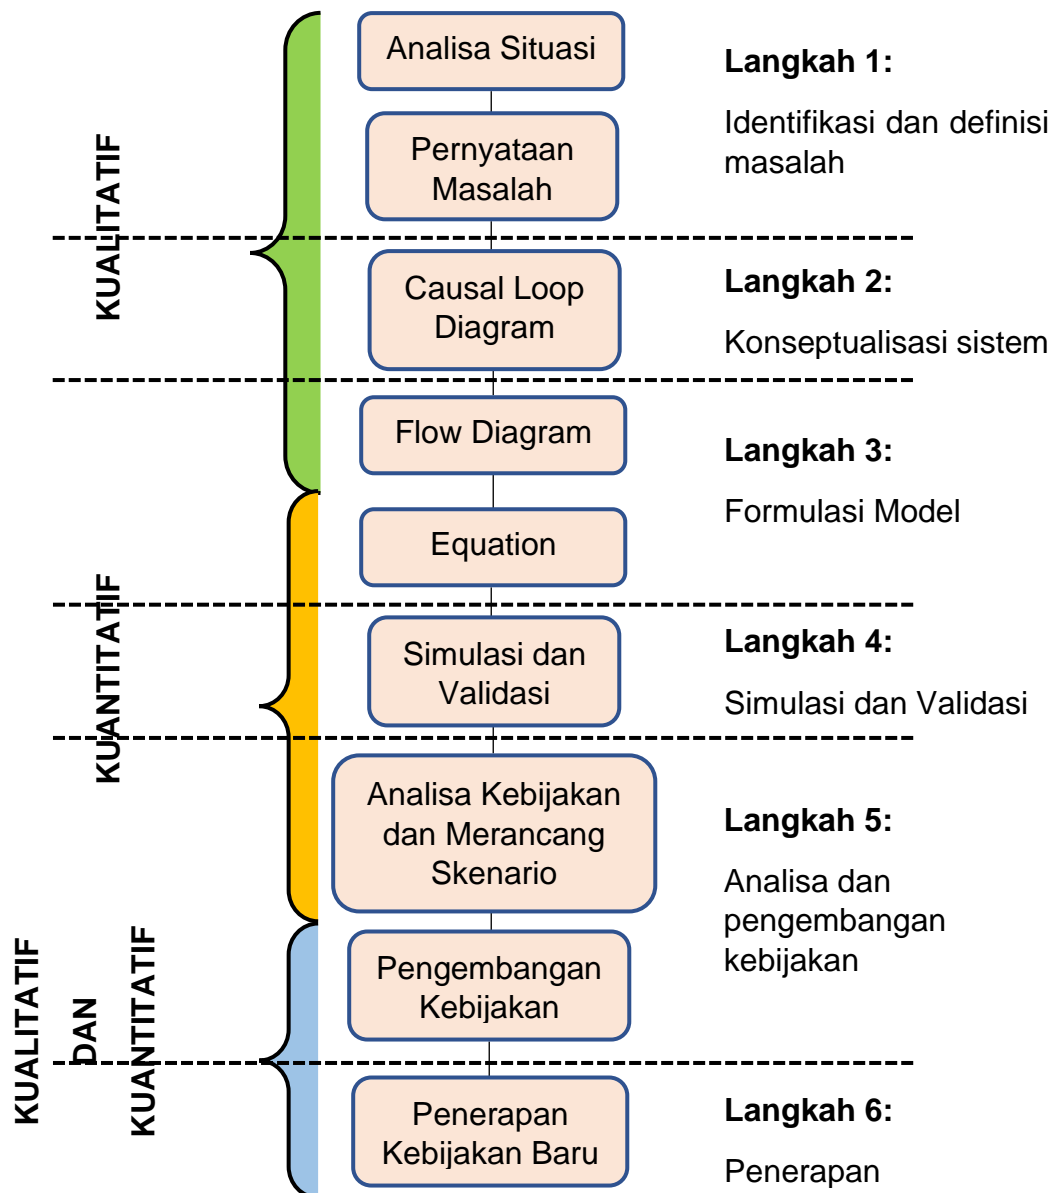 Analisa Situasi
Langkah 1:
Identifikasi dan definisi
masalah
Pernyataan
Masalah
KUALITATIF
Causal Loop
Diagram
Langkah 2:
Konseptualisasi sistem
Flow Diagram
Langkah 3:
Formulasi Model
Equation
KUANTITATIF
Simulasi dan
Validasi
Langkah 4:
Simulasi dan Validasi
Analisa Kebijakan
dan Merancang
Skenario
Langkah 5:
Analisa dan
pengembangan
kebijakan
Pengembangan
Kebijakan
KUALITATIF
DAN
KUANTITATIF
Penerapan
Kebijakan Baru
Langkah 6:
Penerapan